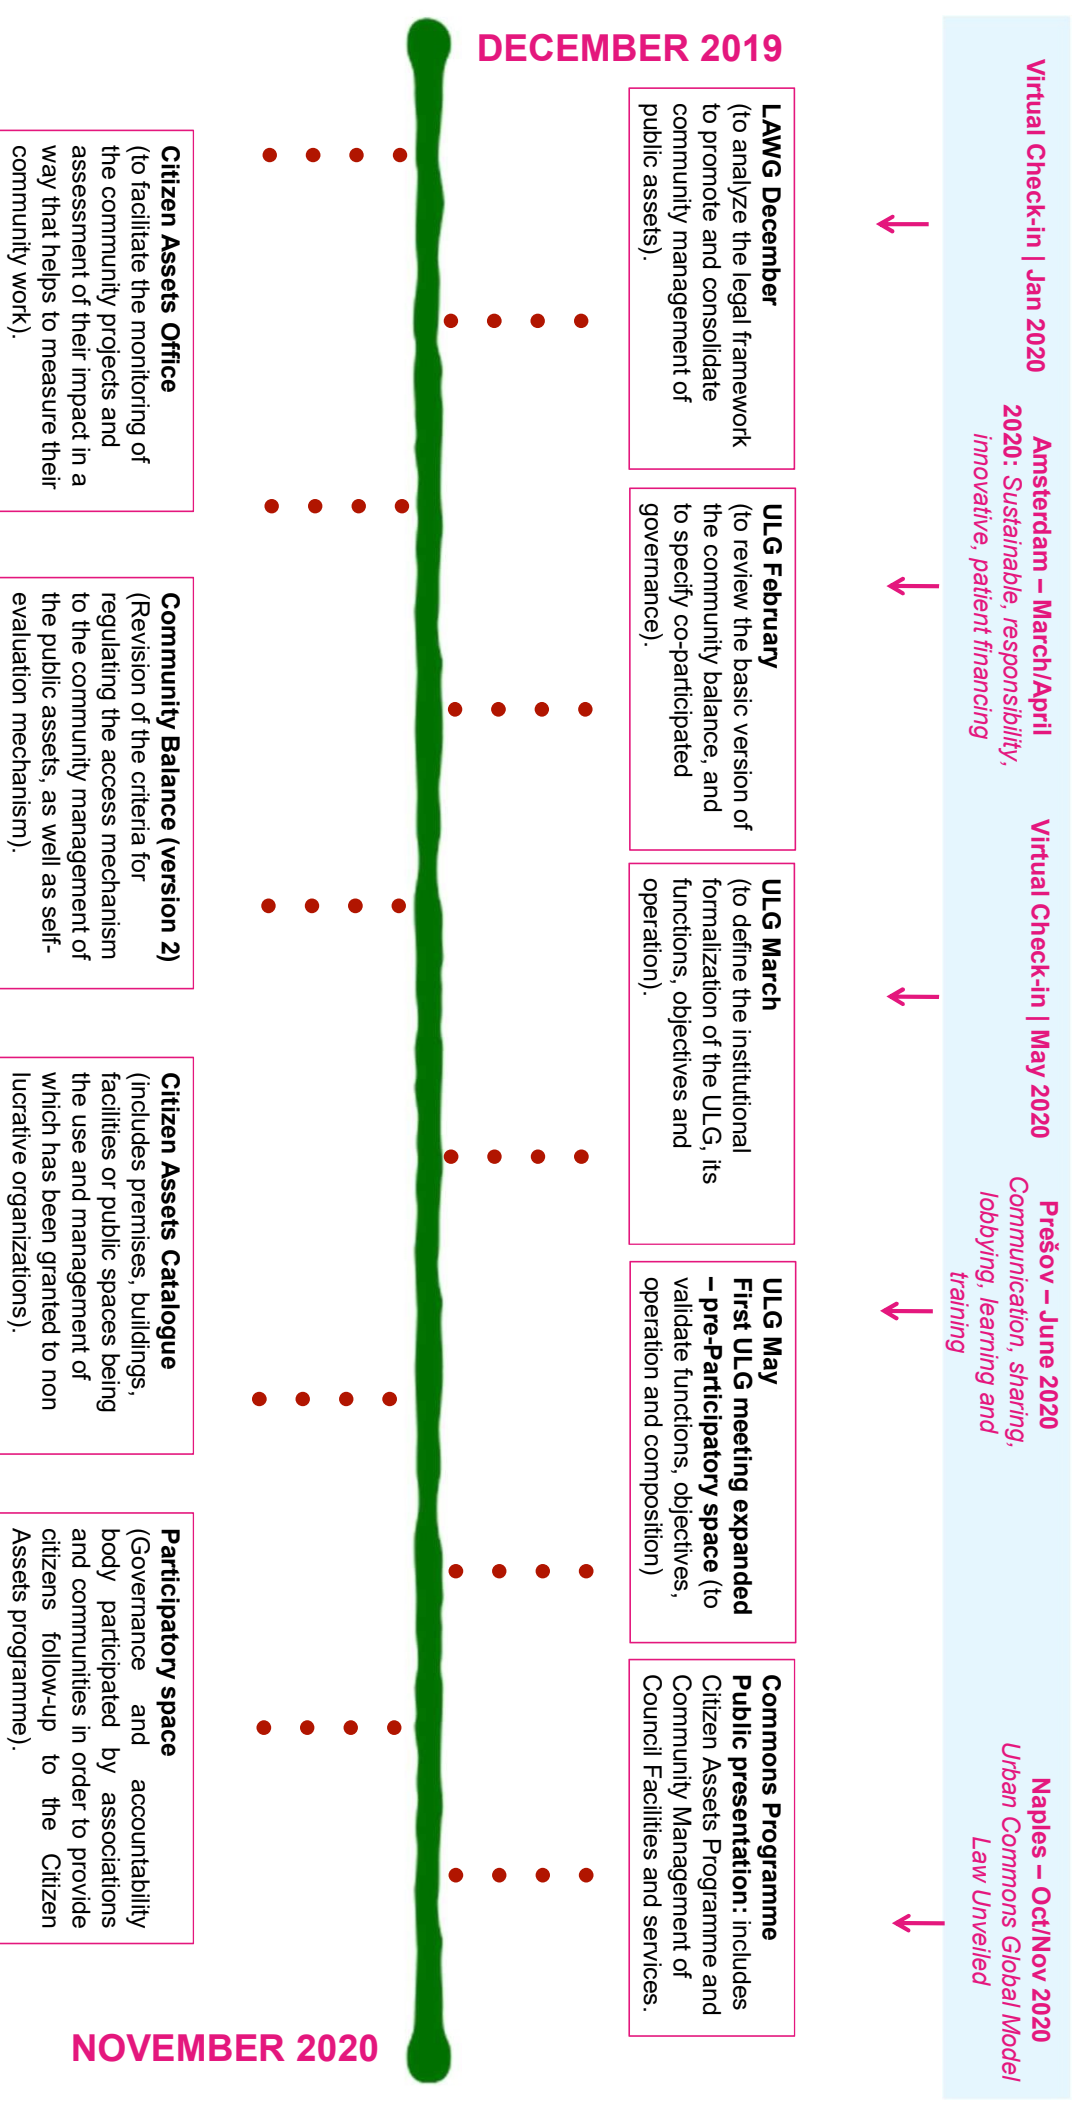 Virtual Check-in | Jan 2020
Amsterdam – March/April
2020: Sustainable, responsibility,
innovative, patient financing
Virtual Check-in | May 2020
Prešov – June 2020
Communication, sharing,
lobbying, learning and
training
Naples – Oct/Nov 2020
Urban Commons Global Model
Law Unveiled
LAWG December
(to analyze the legal framework
to promote and consolidate
community management of
public assets).
ULG February
(to review the basic version of
the community balance, and
to specify co-participated
governance).
ULG March
(to define the institutional
formalization of the ULG, its
functions, objectives and
operation).
ULG May
First ULG meeting expanded
– pre-Participatory space (to
validate functions, objectives,
operation and composition)
Commons Programme
Public presentation: includes
Citizen Assets Programme and
Community Management of
Council Facilities and services.
DECEMBER 2019
NOVEMBER 2020
Citizen Assets Office
(to facilitate the monitoring of
the community projects and
assessment of their impact in a
way that helps to measure their
community work).
Community Balance (version 2)
(Revision of the criteria for
regulating the access mechanism
to the community management of
the public assets, as well as self-
evaluation mechanism).
Citizen Assets Catalogue
(includes premises, buildings,
facilities or public spaces being
the use and management of
which has been granted to non
lucrative organizations).
Participatory space
(Governance and accountability
body participated by associations
and communities in order to provide
citizens follow-up to the Citizen
Assets programme).